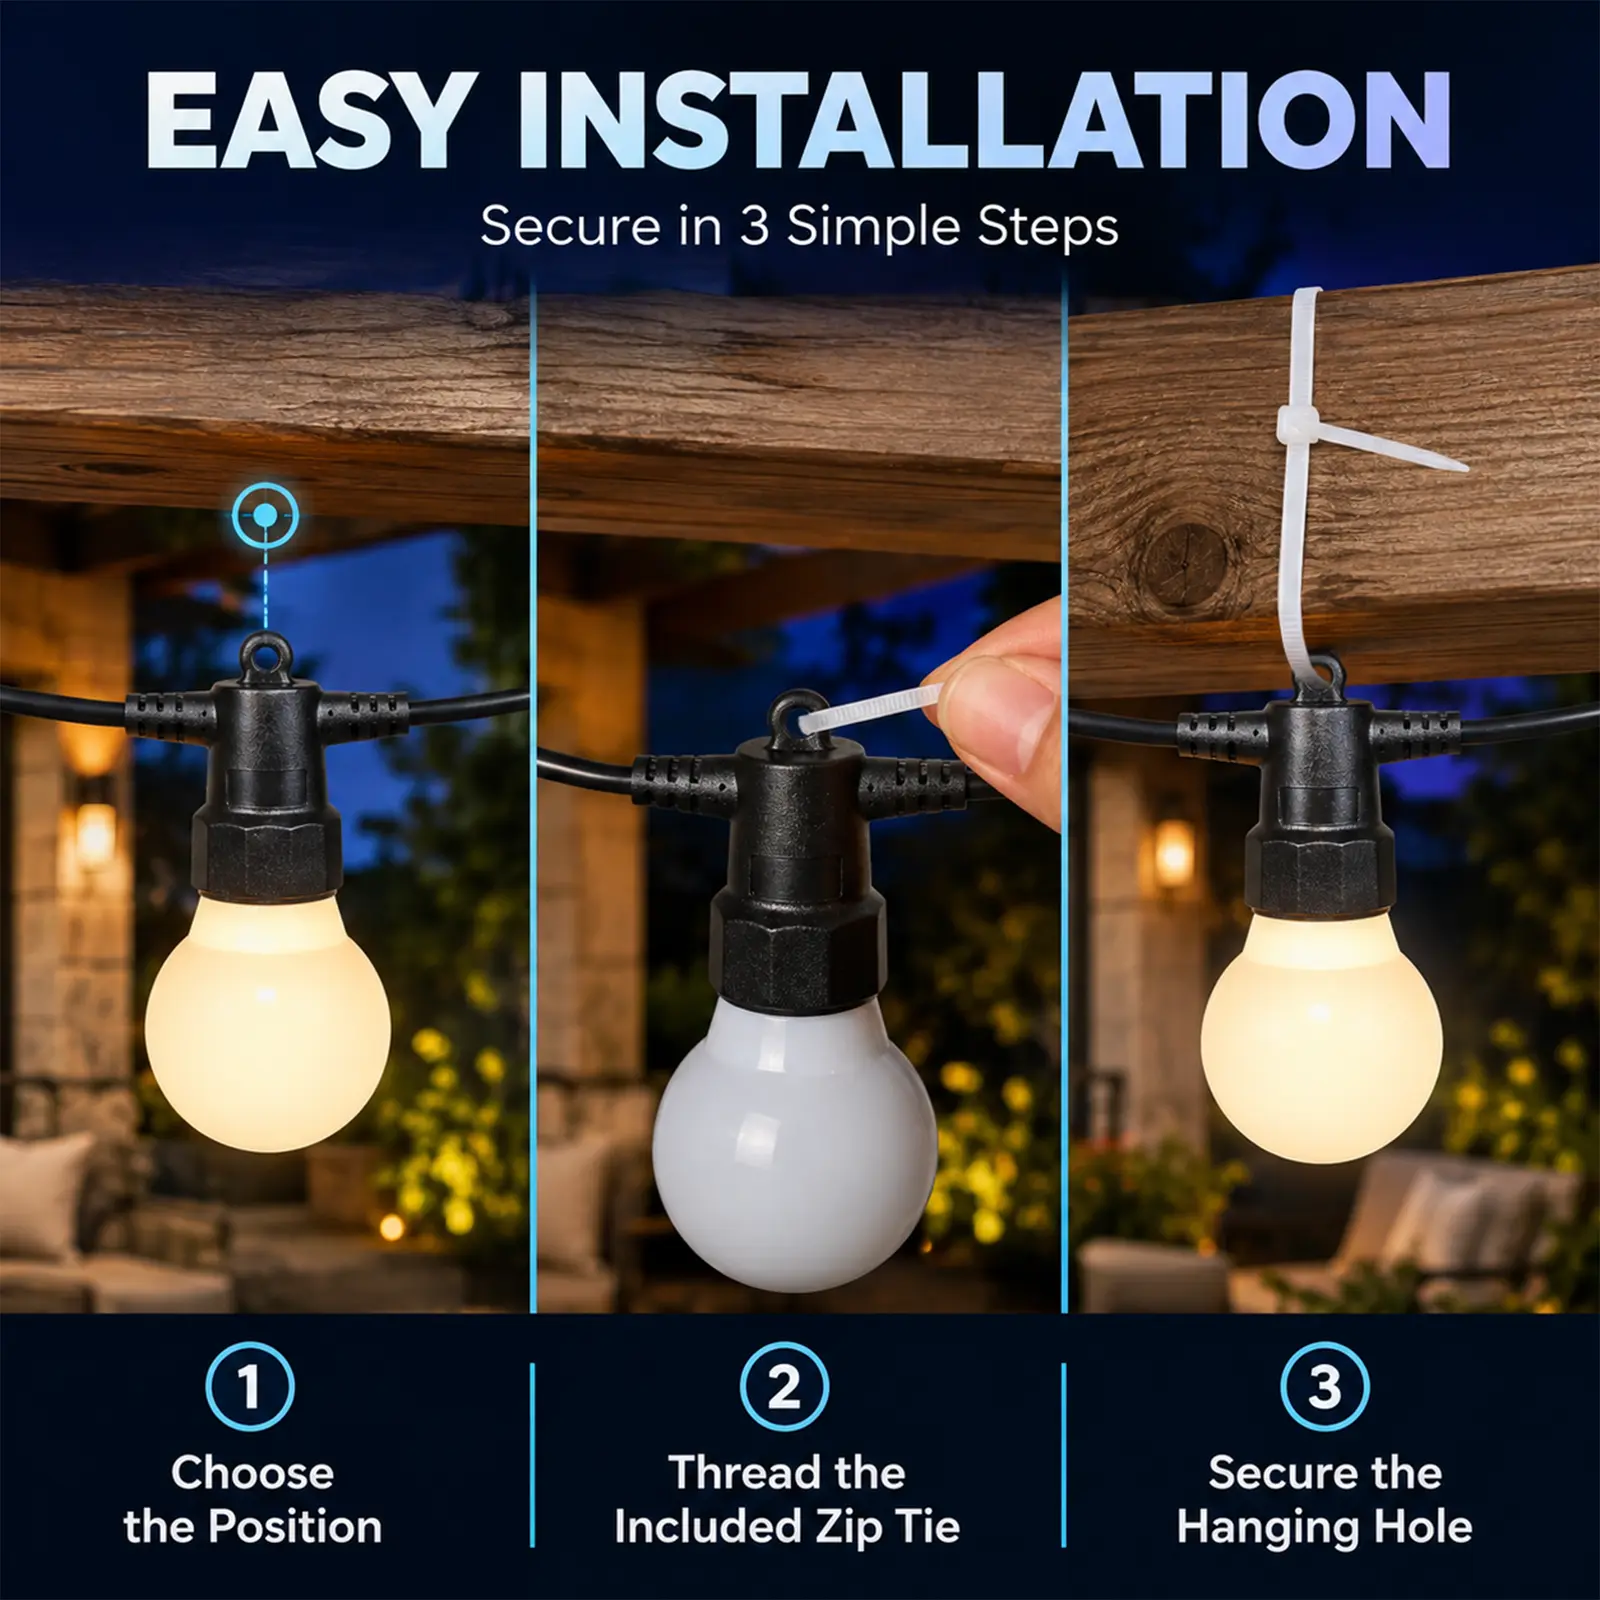 EASY INSTALLATION
Secure in 3 Simple Steps
1
Choose
the Position
2
Thread the
Included Zip Tie
3
Secure the
Hanging Hole